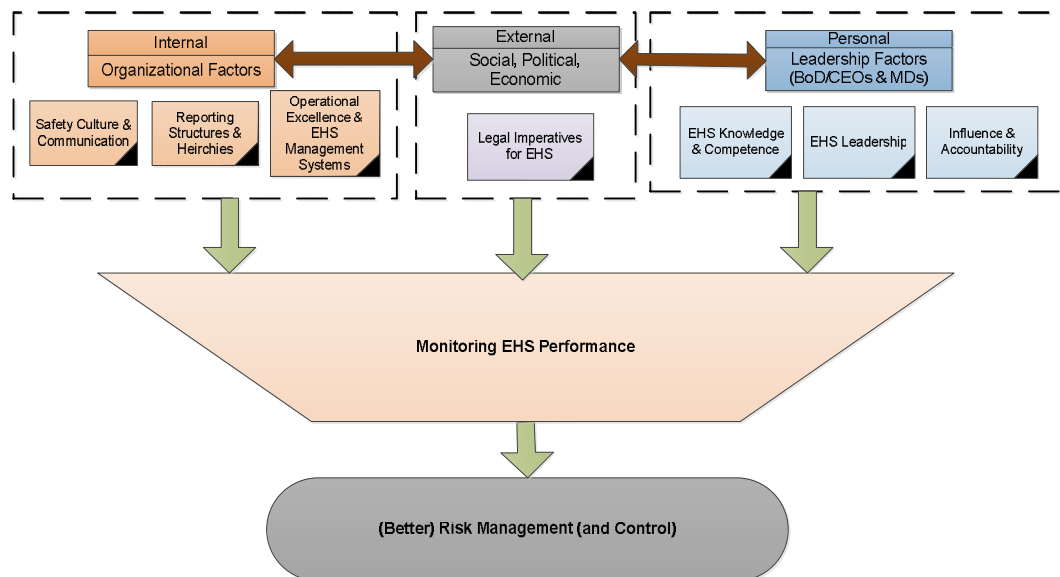 Internal
Organizational Factors
External
Social, Political,
Economic
Personal
Leadership Factors
(BoD/CEOs & MDs)
Safety Culture &
Communication
Reporting
Structures &
Heirchies
Operational
Excellence &
EHS
Management
Systems
Legal Imperatives
for EHS
EHS Knowledge
& Competence
EHS Leadership
Influence &
Accountability
Monitoring EHS Performance
(Better) Risk Management (and Control)